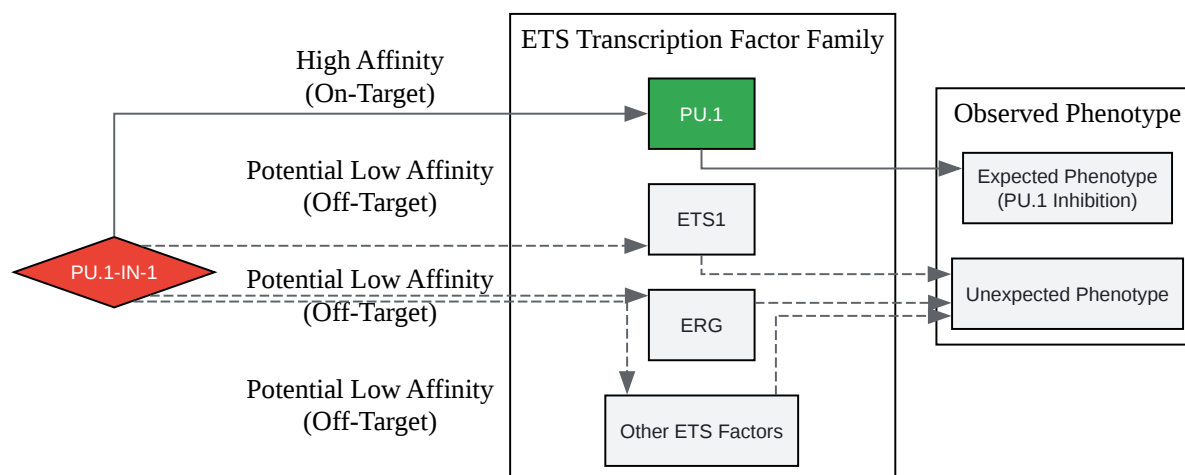 ETS Transcription Factor Family
High Affinity
(On-Target)
PU.1
Observed Phenotype
Potential Low Affinity
(Off-Target)
Expected Phenotype
(PU.1 Inhibition)
ETS1
PU.1-IN-1
Potential Low Affinity
(Off-Target)
Unexpected Phenotype
ERG
Potential Low Affinity
(Off-Target)
Other ETS Factors